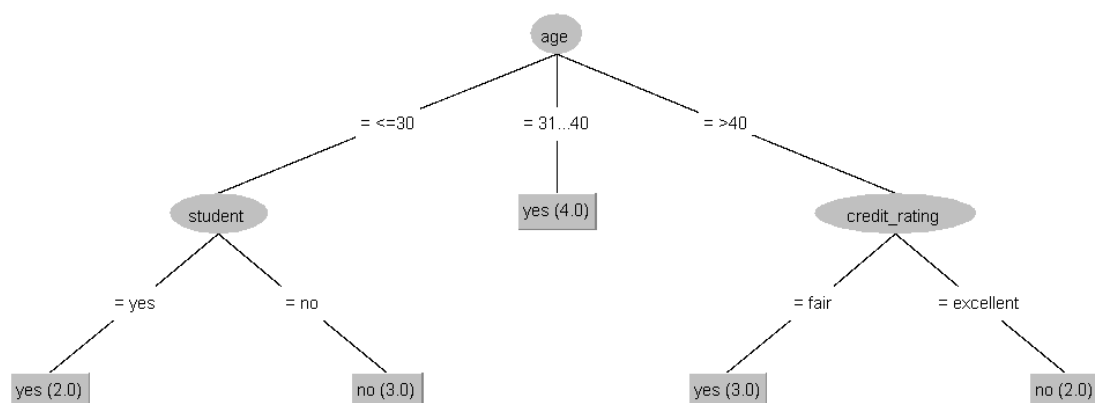 age
= <=30
= 31...40
= >40
student
yes (4.0)
credit_rating
= yes
= no
= fair
= excellent
yes (2.0)
no (3.0)
yes (3.0)
no (2.0)